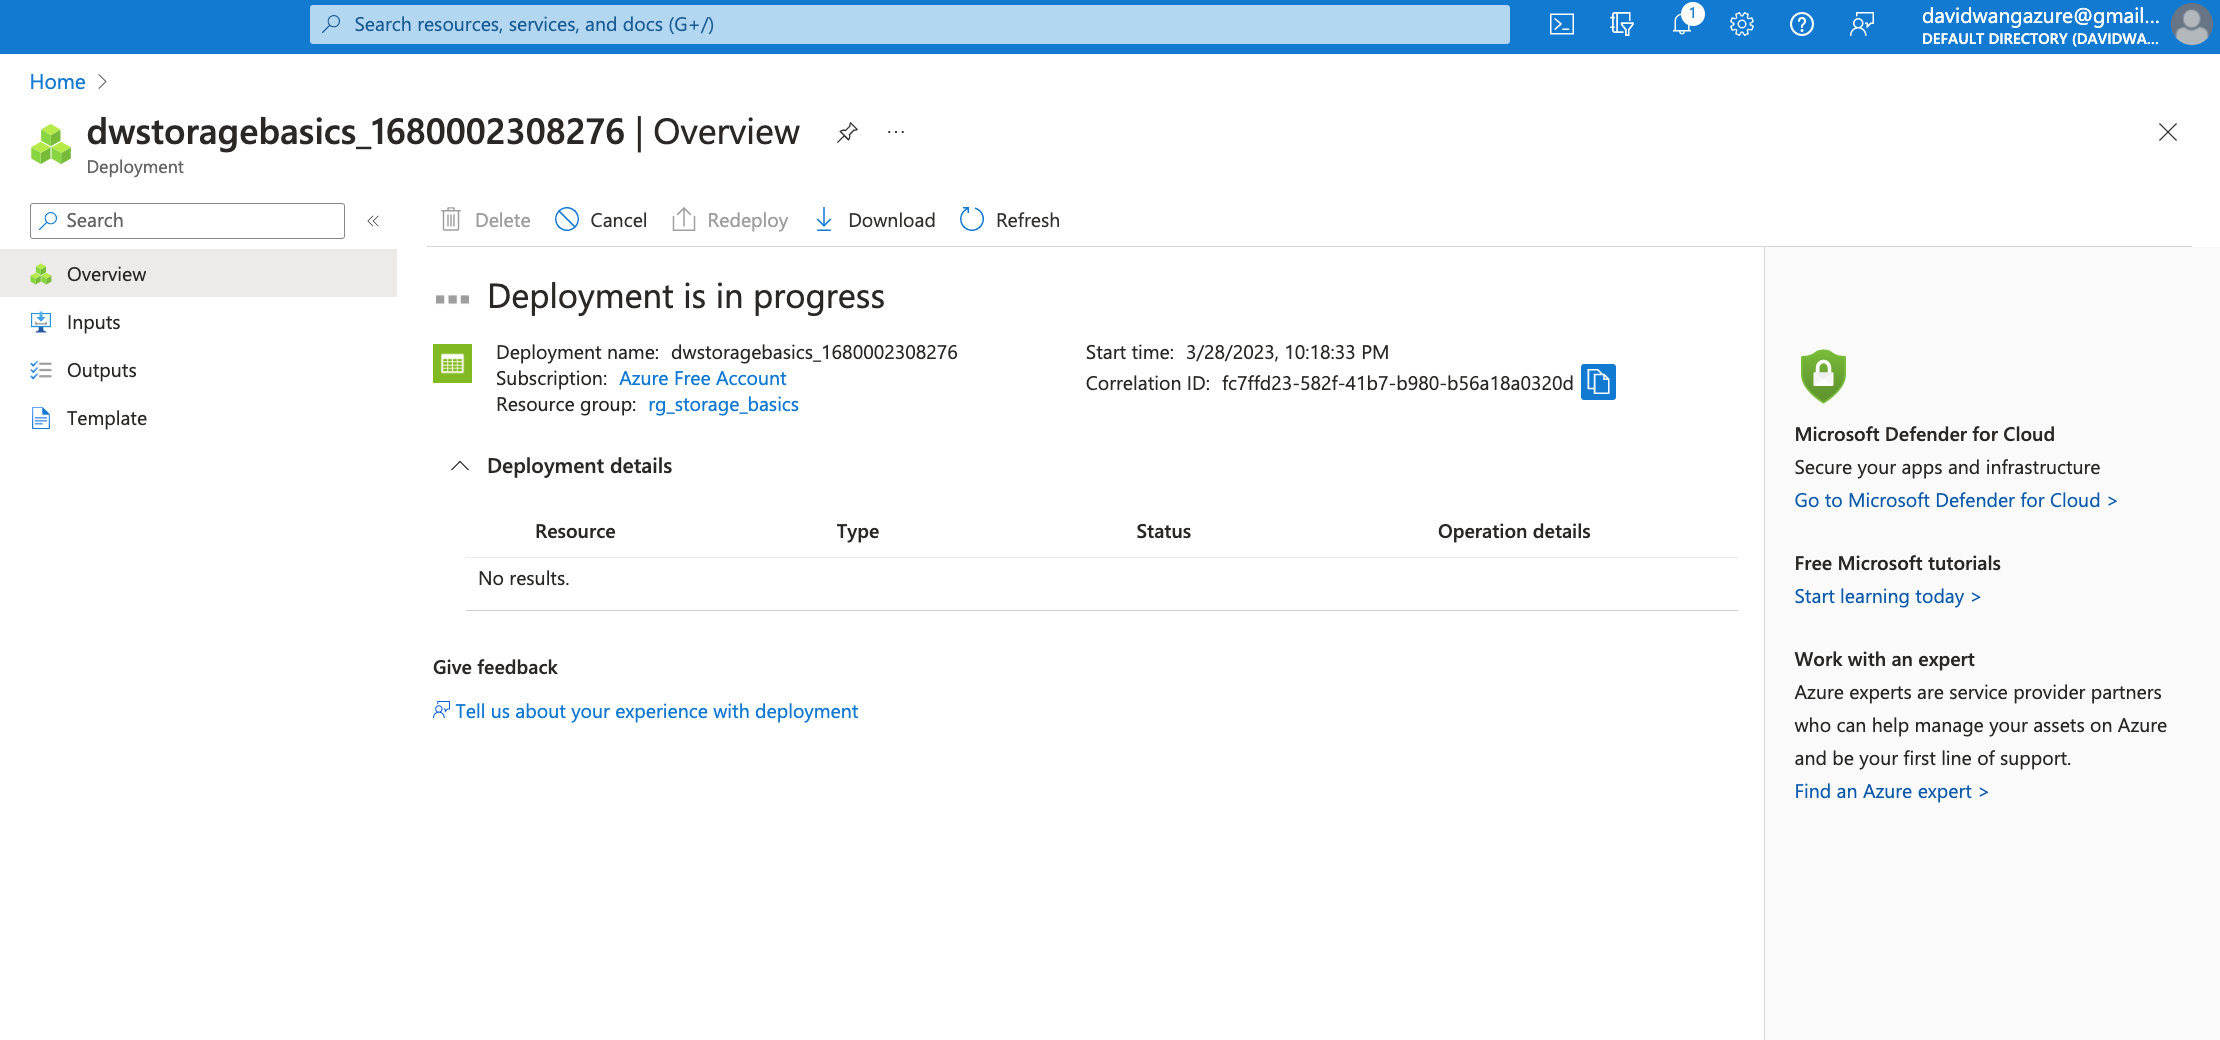 Search resources, services, and docs (G+/)
1
davidwangazure@gmail...
DEFAULT DIRECTORY (DAVIDWA...
Home
dwstoragebasics_1680002308276 | Overview
...
Deployment
Search
«
Delete
Cancel
Redeploy
Download
Refresh
Overview
Inputs
Outputs
Template
Deployment is in progress
Deployment name: dwstoragebasics_1680002308276
Subscription: Azure Free Account
Resource group: rg_storage_basics
Start time: 3/28/2023, 10:18:33 PM
Correlation ID: fc7ffd23-582f-41b7-b980-b56a18a0320d
Deployment details
Resource Type Status Operation details
No results.
Give feedback
Tell us about your experience with deployment
Microsoft Defender for Cloud
Secure your apps and infrastructure
Go to Microsoft Defender for Cloud >
Free Microsoft tutorials
Start learning today >
Work with an expert
Azure experts are service provider partners
who can help manage your assets on Azure
and be your first line of support.
Find an Azure expert >